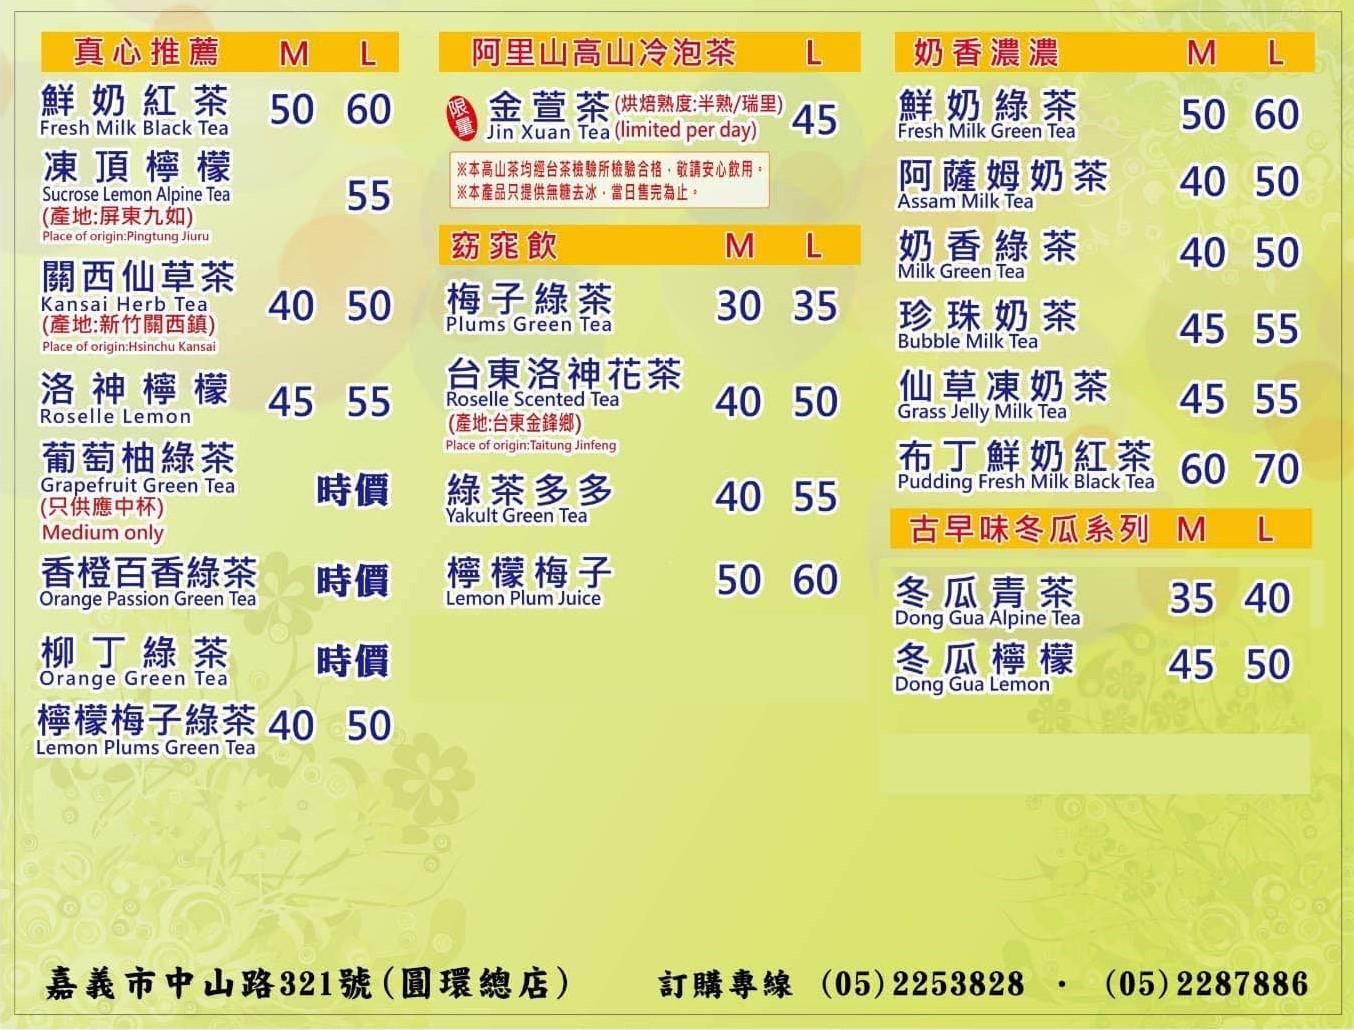 真心推薦 M L
鮮奶紅茶 50 60
Fresh Milk Black Tea
凍頂檸檬
Sucrose Lemon Alpine Tea 55
(產地:屏東九如)
Place of origin:Pingtung Jiuru
關西仙草茶
Kansai Herb Tea 40 50
(產地:新竹關西鎮)
Place of origin:Hsinchu Kansai
洛神檸檬 45 55
Roselle Lemon
葡萄柚綠茶
Grapefruit Green Tea 時價
(只供應中杯)
Medium only
香橙百香綠茶 時價
Orange Passion Green Tea
柳丁綠茶 時價
Orange Green Tea
檸檬梅子綠茶 40 50
Lemon Plums Green Tea
阿里山高山冷泡茶 L
限量 金萱茶 (烘焙熟度:半熟/瑞里) 45
Jin Xuan Tea (limited per day)
※本高山茶均經台茶檢驗所檢驗合格，敬請安心飲用。
※本產品只提供無糖去冰，當日售完為止。
窈窕飲 M L
梅子綠茶 30 35
Plums Green Tea
台東洛神花茶
Roselle Scented Tea 40 50
(產地:台東金鋒鄉)
Place of origin:Taitung Jinfeng
綠茶多多 40 55
Yakult Green Tea
檸檬梅子 50 60
Lemon Plum Juice
奶香濃濃 M L
鮮奶綠茶 50 60
Fresh Milk Green Tea
阿薩姆奶茶 40 50
Assam Milk Tea
奶香綠茶 40 50
Milk Green Tea
珍珠奶茶 45 55
Bubble Milk Tea
仙草凍奶茶 45 55
Grass Jelly Milk Tea
布丁鮮奶紅茶 60 70
Pudding Fresh Milk Black Tea
古早味冬瓜系列 M L
冬瓜青茶 35 40
Dong Gua Alpine Tea
冬瓜檸檬 45 50
Dong Gua Lemon
嘉義市中山路321號(圓環總店) 訂購專線 (05)2253828 · (05)2287886